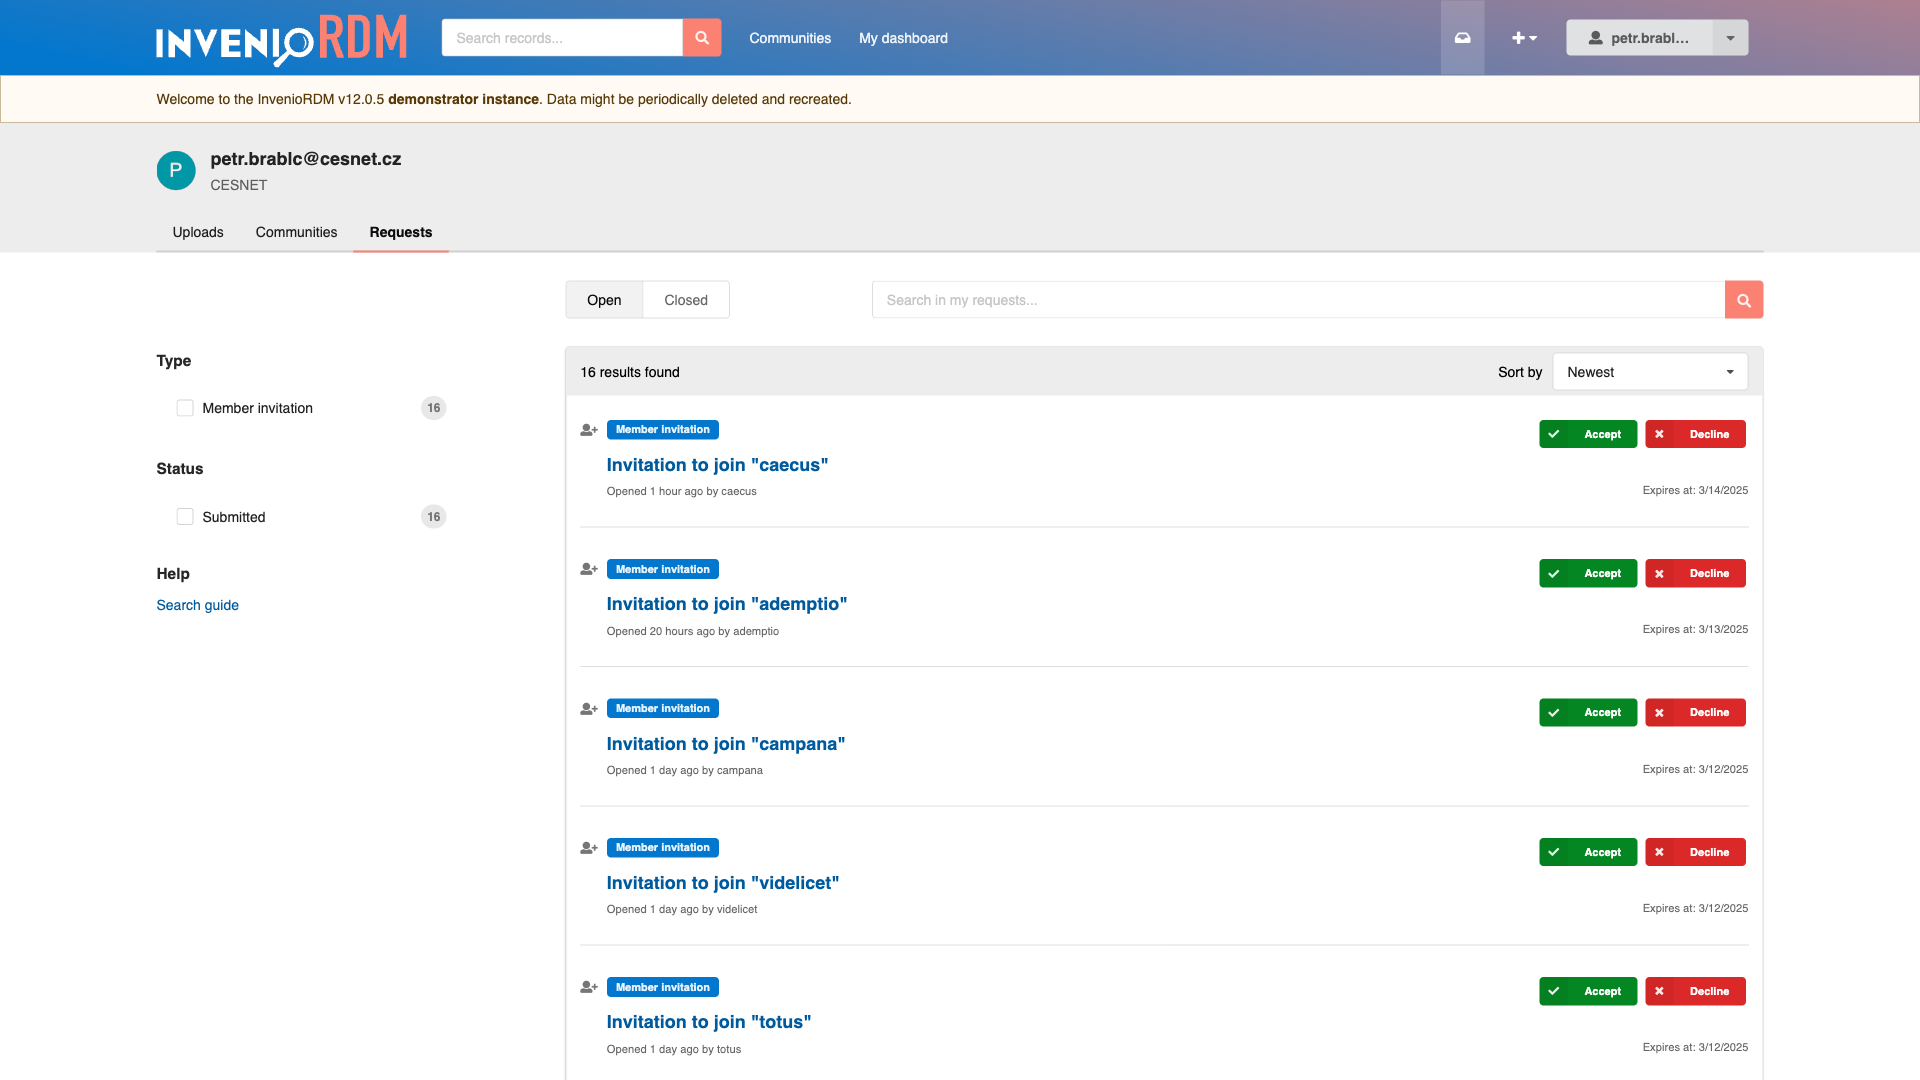 INVENIORDM
Search records...
Communities
My dashboard
petr.brabl...
Welcome to the InvenioRDM v12.0.5 demonstrator instance. Data might be periodically deleted and recreated.
P
petr.brablc@cesnet.cz
CESNET
Uploads
Communities
Requests
Open
Closed
Search in my requests...
Type
Member invitation
16
Status
Submitted
16
Help
Search guide
16 results found
Sort by
Newest
Member invitation
Accept
Decline
Invitation to join "caecus"
Opened 1 hour ago by caecus
Expires at: 3/14/2025
Member invitation
Accept
Decline
Invitation to join "ademptio"
Opened 20 hours ago by ademptio
Expires at: 3/13/2025
Member invitation
Accept
Decline
Invitation to join "campana"
Opened 1 day ago by campana
Expires at: 3/12/2025
Member invitation
Accept
Decline
Invitation to join "videlicet"
Opened 1 day ago by videlicet
Expires at: 3/12/2025
Member invitation
Accept
Decline
Invitation to join "totus"
Opened 1 day ago by totus
Expires at: 3/12/2025